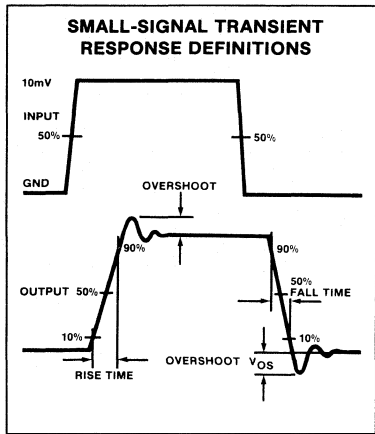 SMALL-SIGNAL TRANSIENT
RESPONSE DEFINITIONS
10mV
INPUT
50%
50%
GND
OVERSHOOT
90%
90%
OUTPUT 50%
50%
FALL TIME
10%
10%
OVERSHOOT VOS
RISE TIME